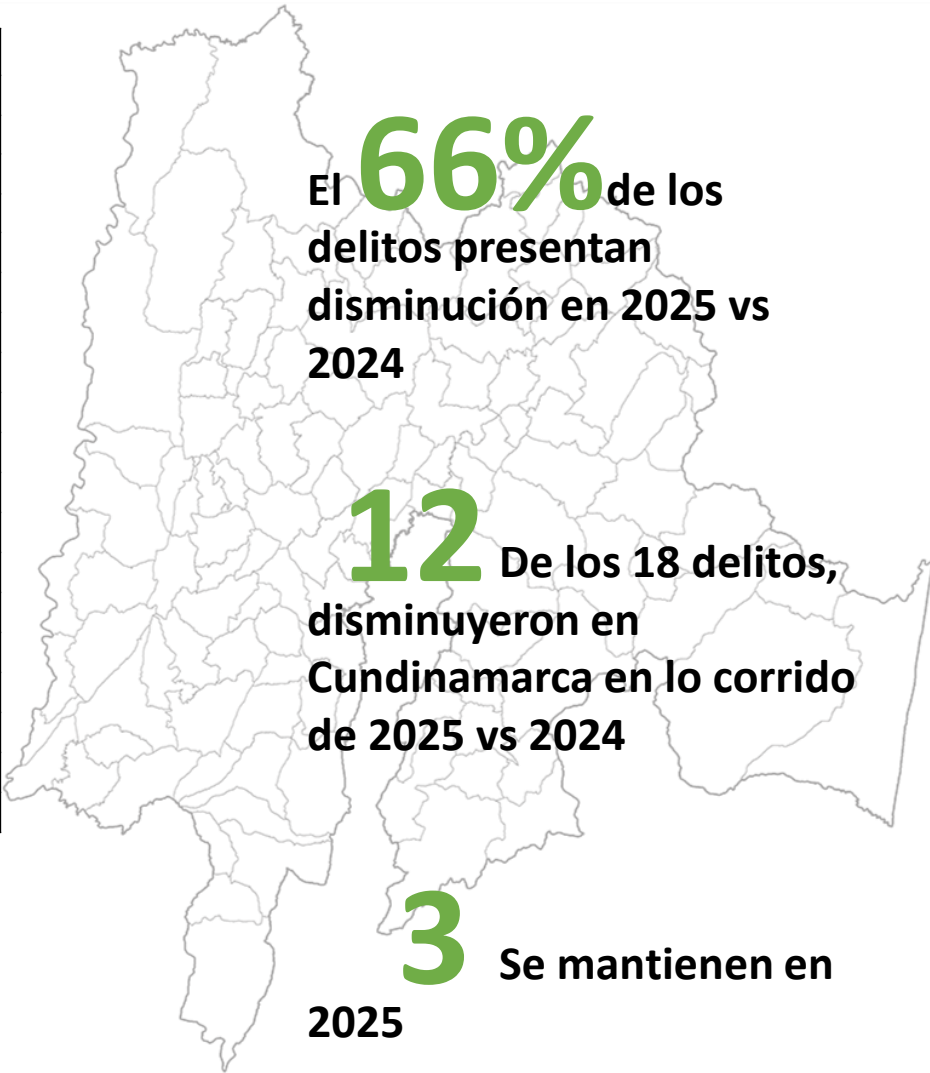 El 66% de los
delitos presentan
disminución en 2025 vs
2024
12 De los 18 delitos,
disminuyeron en
Cundinamarca en lo corrido
de 2025 vs 2024
3 Se mantienen en
2025